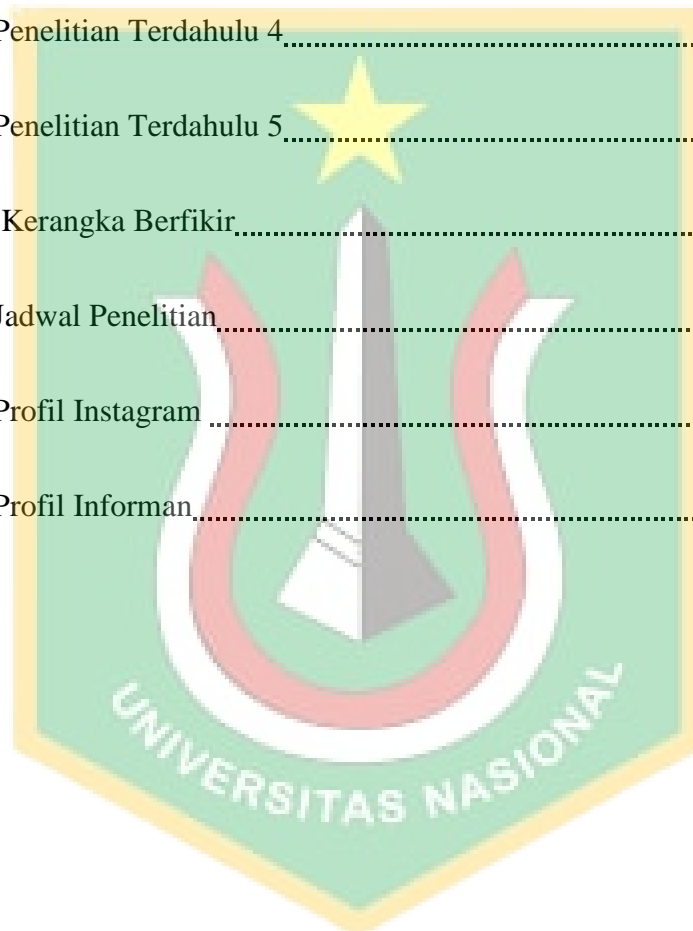 Penelitian Terdahulu 4
Penelitian Terdahulu 5
Kerangka Berfikir
Jadwal Penelitian
Profil Instagram
Profil Informan
UNIVERSITAS NASIONAL